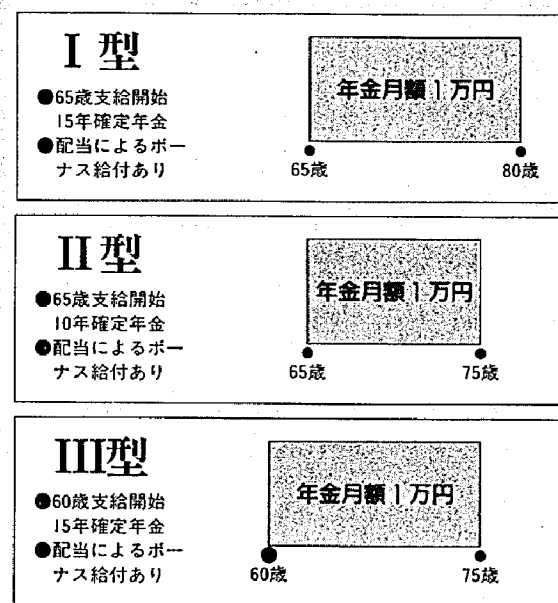 I型
●65歳支給開始
15年確定年金
●配当によるボー
ナス給付あり
年金月額1万円
65歳
80歳
II型
●65歳支給開始
10年確定年金
●配当によるボー
ナス給付あり
年金月額1万円
65歳
75歳
III型
●60歳支給開始
15年確定年金
●配当によるボー
ナス給付あり
年金月額1万円
60歳
75歳